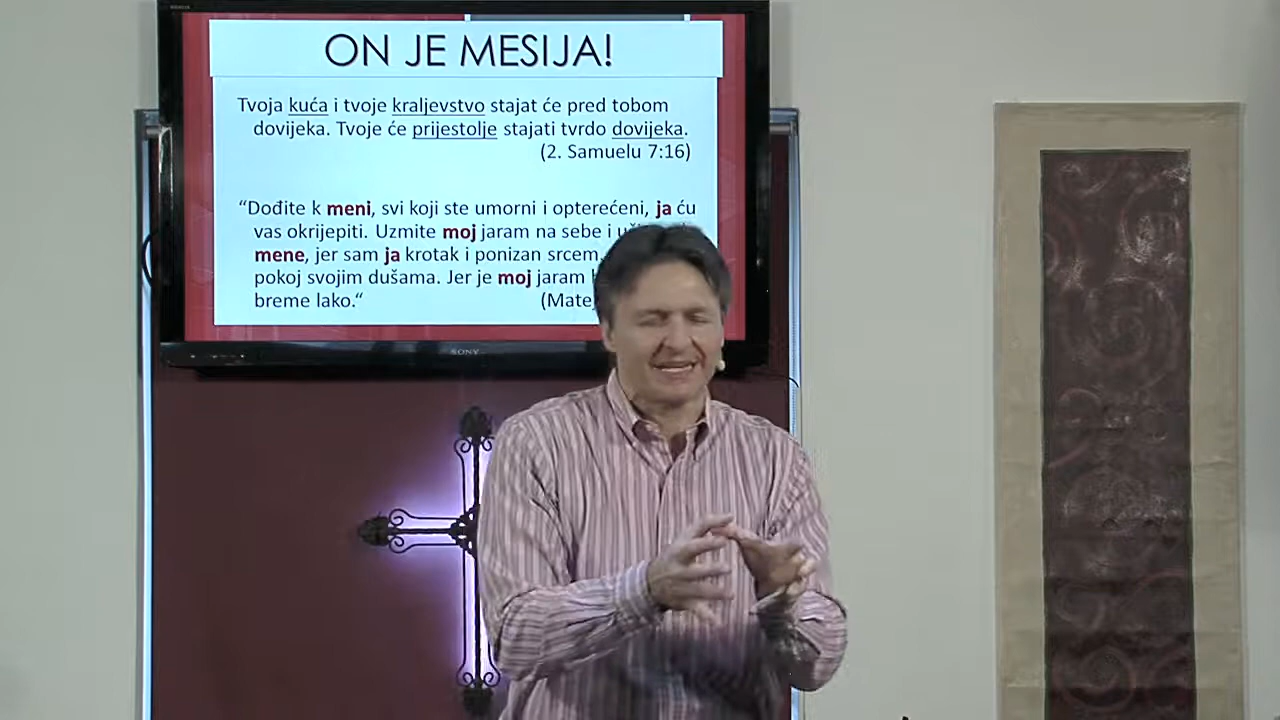 ON JE MESIJA!
Tvoja kuća i tvoje kraljevstvo stajat će pred tobom
dovijeka. Tvoje će prijestolje stajati tvrdo dovijeka.
(2. Samuelu 7:16)
“Dođite k meni, svi koji ste umorni i opterećeni, ja ću
vas okrijepiti. Uzmite moj jaram na sebe i
mene, jer sam ja krotak i ponizan srcem,
pokoj svojim dušama. Jer je moj jaram
breme lako.“ (Mate
SONY